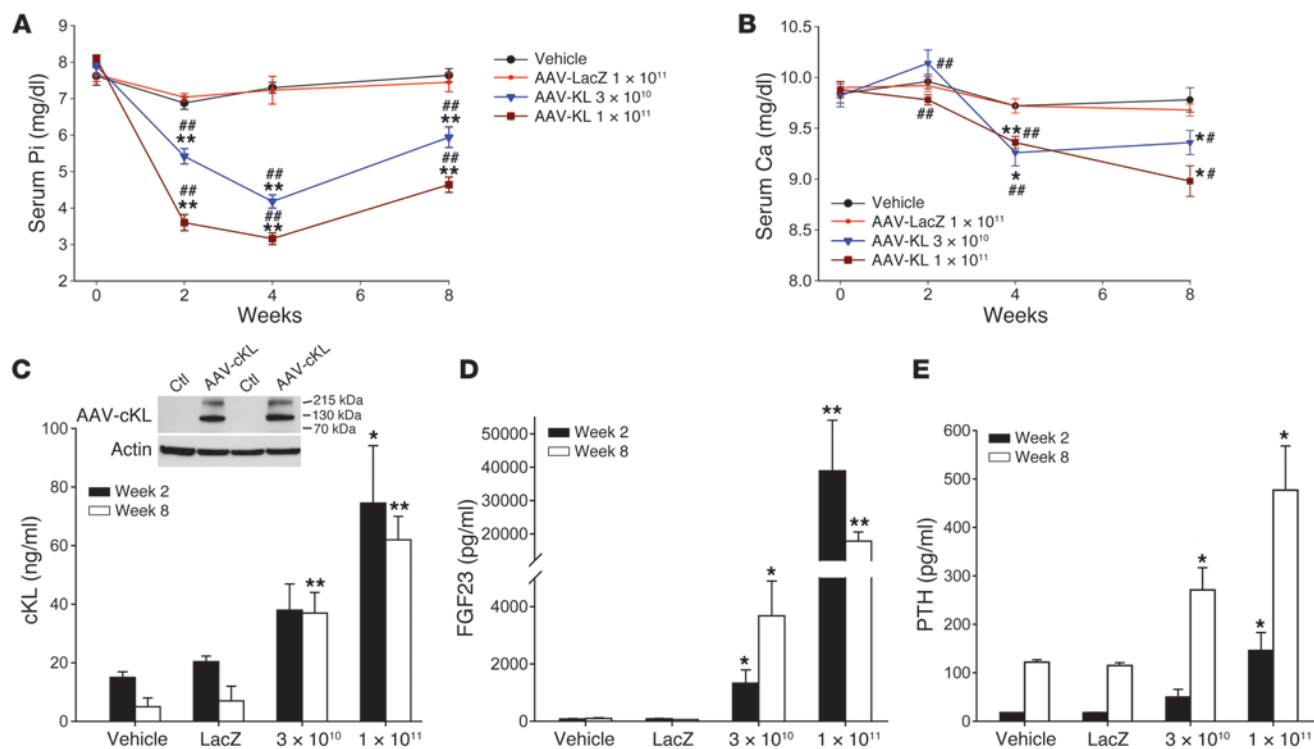 A
9
8
7
6
5
4
3
2
Serum Pi (mg/dl)
##
**
##
**
##
**
##
**
##
**
##
**
0
2
4
6
8
Weeks
Vehicle
AAV-LacZ 1 × 10¹¹
AAV-KL 3 × 10¹⁰
AAV-KL 1 × 10¹¹
B
10.5
10.0
9.5
9.0
8.5
8.0
Serum Ca (mg/dl)
##
##
** ##
*
##
* #
* #
Vehicle
AAV-LacZ 1 × 10¹¹
AAV-KL 3 × 10¹⁰
AAV-KL 1 × 10¹¹
0
2
4
6
8
Weeks
C
Ctl
AAV-cKL
Ctl
AAV-cKL
AAV-cKL
215 kDa
130 kDa
70 kDa
Actin
100
80
60
40
20
0
cKL (ng/ml)
Week 2
Week 8
**
*
**
Vehicle
LacZ
3 × 10¹⁰
1 × 10¹¹
D
50000
40000
30000
20000
4000
2000
0
FGF23 (pg/ml)
Week 2
Week 8
*
*
**
**
Vehicle
LacZ
3 × 10¹⁰
1 × 10¹¹
E
600
500
400
300
200
100
0
PTH (pg/ml)
Week 2
Week 8
*
*
*
Vehicle
LacZ
3 × 10¹⁰
1 × 10¹¹